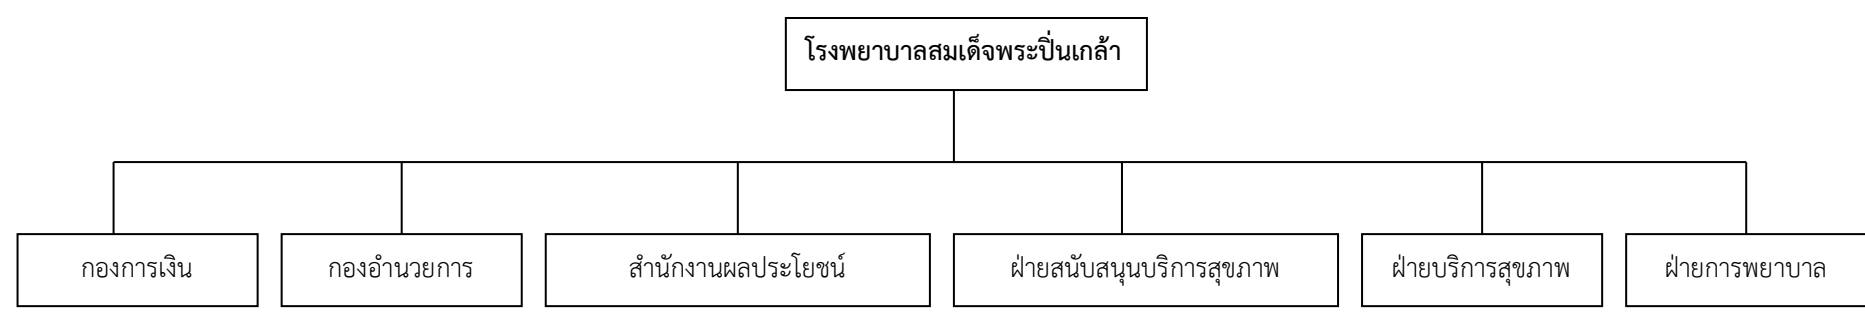 โรงพยาบาลสมเด็จพระปิ่นเกล้า
กองการเงิน
กองอำนวยการ
สำนักงานผลประโยชน์
ฝ่ายสนับสนุนบริการสุขภาพ
ฝ่ายบริการสุขภาพ
ฝ่ายการพยาบาล